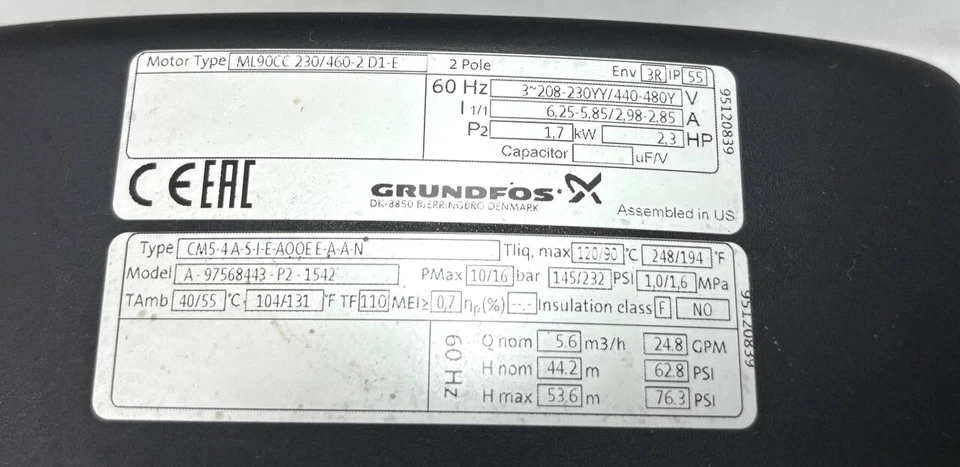 Motor Type ML90CC 230/460-2 D1-E 2 Pole Env 3R IP 55
60 Hz 3~208-230YY/440-480Y V
I 1/1 6,25-5,85/2,98-2,85 A
P2 1,7 kW 2,3 HP
Capacitor uF/V
95120839
CE EAC
GRUNDFOS
DK-8850 BJERRINGBRO DENMARK
Assembled in US
Type CM5-4 A-S-I-E-AQQE E-A-A-N Tliq, max 120/90 °C 248/194 °F
Model A - 97568443 - P2 - 1542 PMax 10/16 bar 145/232 PSI 1,0/1,6 MPa
TAmb 40/55 °C 104/131 °F TF 110 MEI≥ 0,7 ηp(%) --.- Insulation class F NO
60 Hz
Q nom 5.6 m3/h 24.8 GPM
H nom 44.2 m 62.8 PSI
H max 53,6 m 76.3 PSI
95120839